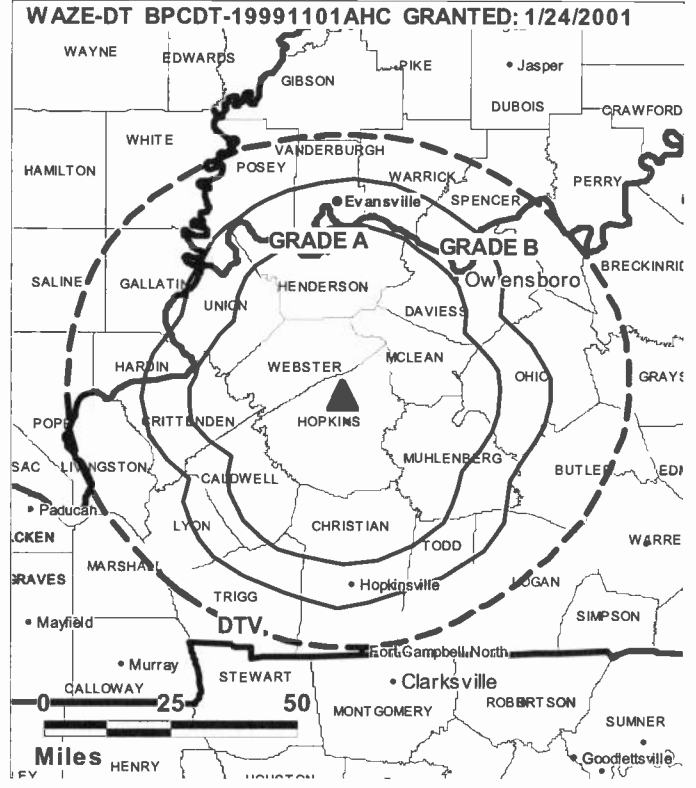 WAZE-DT BPCDT-19991101AHC GRANTED: 1/24/2001
WAYNE
EDWARDS
GIBSON
PIKE
Jasper
DUBOIS
CRAWFORD
WHITE
HAMILTON
VANDERBURGH
POSEY
WARRICK
PERRY
SPENCER
Evansville
GRADE A
GRADE B
BRECKINRID
SALINE
GALLATIN
HENDERSON
Owensboro
UNION
DAVIESS
HARDIN
WEBSTER
MCLEAN
OHIO
GRAYS
POPE
CRITTENDEN
HOPKINS
SAC
LIVINGSTON
MUHLENBERG
BUTLER
EDM
CALDWELL
Paducah
LYON
CHRISTIAN
CKEN
TODD
WARRE
MARSHALL
GRAVES
Hopkinsville
LOGAN
TRIGG
SIMPSON
Mayfield
DTV
Fort Campbell North
Murray
STEWART
Clarksville
CALLOWAY
0 25 50
MONTGOMERY
ROBERTSON
SUMNER
Miles
HENRY
Goodlettsville
EY
HOUSTON